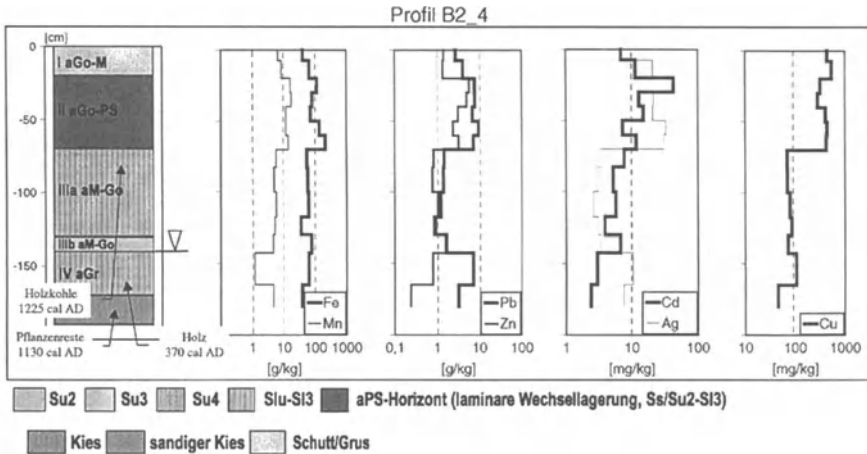 Profil B2_4
[cm]
0
-50
-100
-150
I aGo-M
II aGo-PS
IIIa aM-Go
IIIb aM-Go
IV aGr
Holzkohle
1225 cal AD
Pflanzenreste
1130 cal AD
Holz
370 cal AD
Fe
Mn
1 10 100 1000
[g/kg]
Pb
Zn
0,1 1 10 100
[g/kg]
Cd
Ag
1 10 100
[mg/kg]
Cu
10 100 1000
[mg/kg]
Su2 Su3 Su4 Slu-Sl3 aPS-Horizont (laminare Wechsellagerung, Ss/Su2-Sl3)
Kies sandiger Kies Schutt/Grus